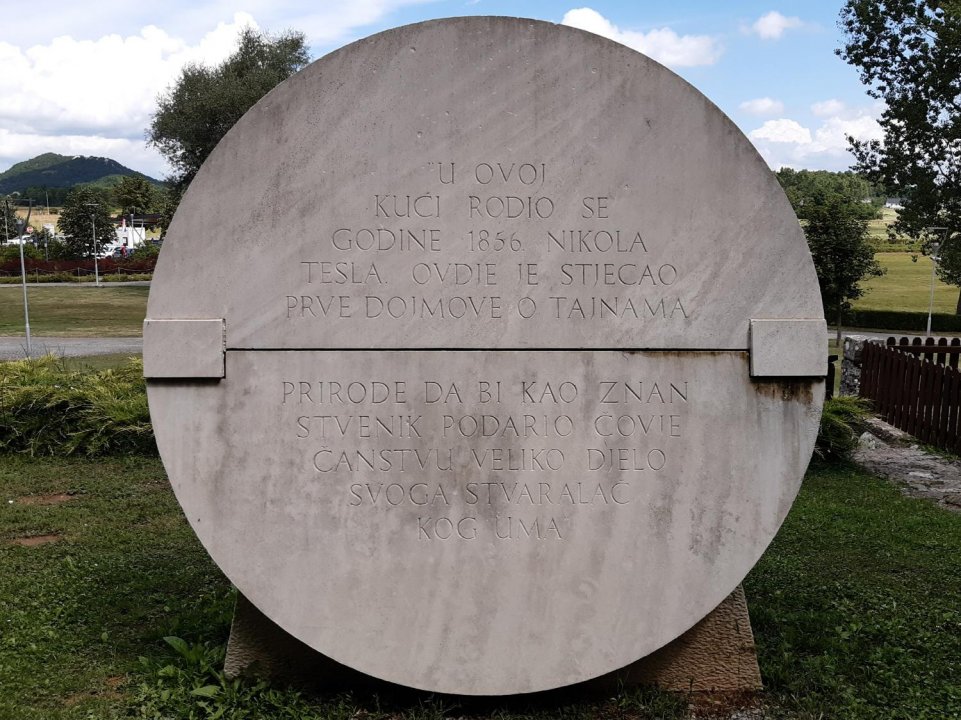 "U OVOJ
KUĆI RODIO SE
GODINE 1856. NIKOLA
TESLA. OVDJE JE STJECAO
PRVE DOJMOVE O TAJNAMA
PRIRODE DA BI KAO ZNAN
STVENIK PODARIO ČOVJE
ČANSTVU VELIKO DJELO
SVOGA STVARALAČ
KOG UMA"